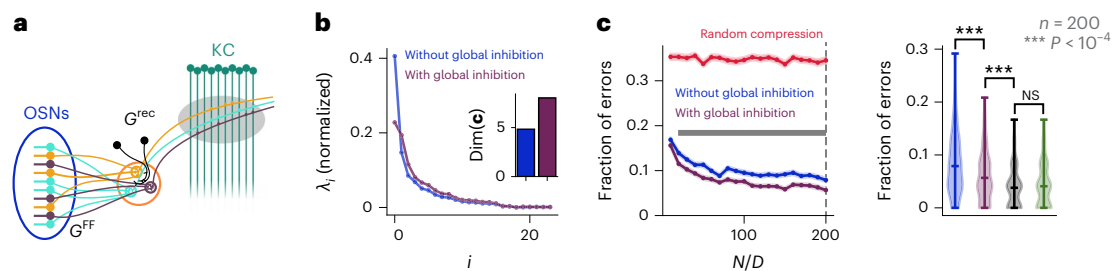 a
KC
OSNs
G^rec
G^FF
b
Without global inhibition
With global inhibition
λ_i (normalized)
0.4
0.2
0
0
20
i
Dim(c)
5
0
c
Random compression
Without global inhibition
With global inhibition
Fraction of errors
0.3
0.2
0.1
0
100
200
N/D
n = 200
*** P < 10^−4
***
***
NS
Fraction of errors
0.3
0.2
0.1
0